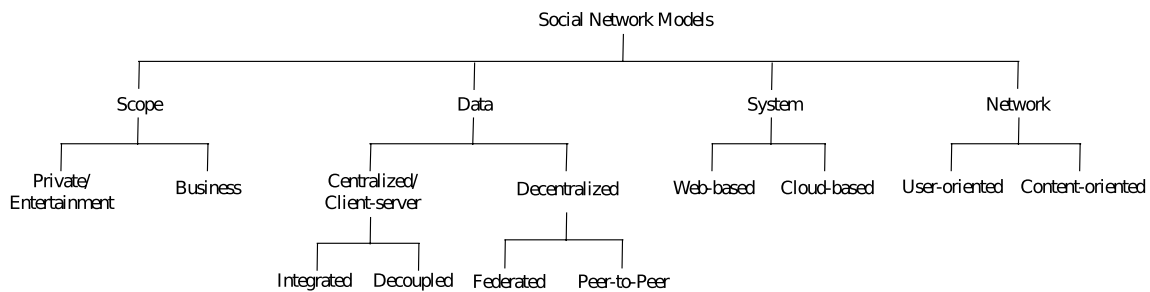 Social Network Models
Scope
Data
System
Network
Private/
Entertainment
Business
Centralized/
Client-server
Decentralized
Web-based
Cloud-based
User-oriented
Content-oriented
Integrated
Decoupled
Federated
Peer-to-Peer